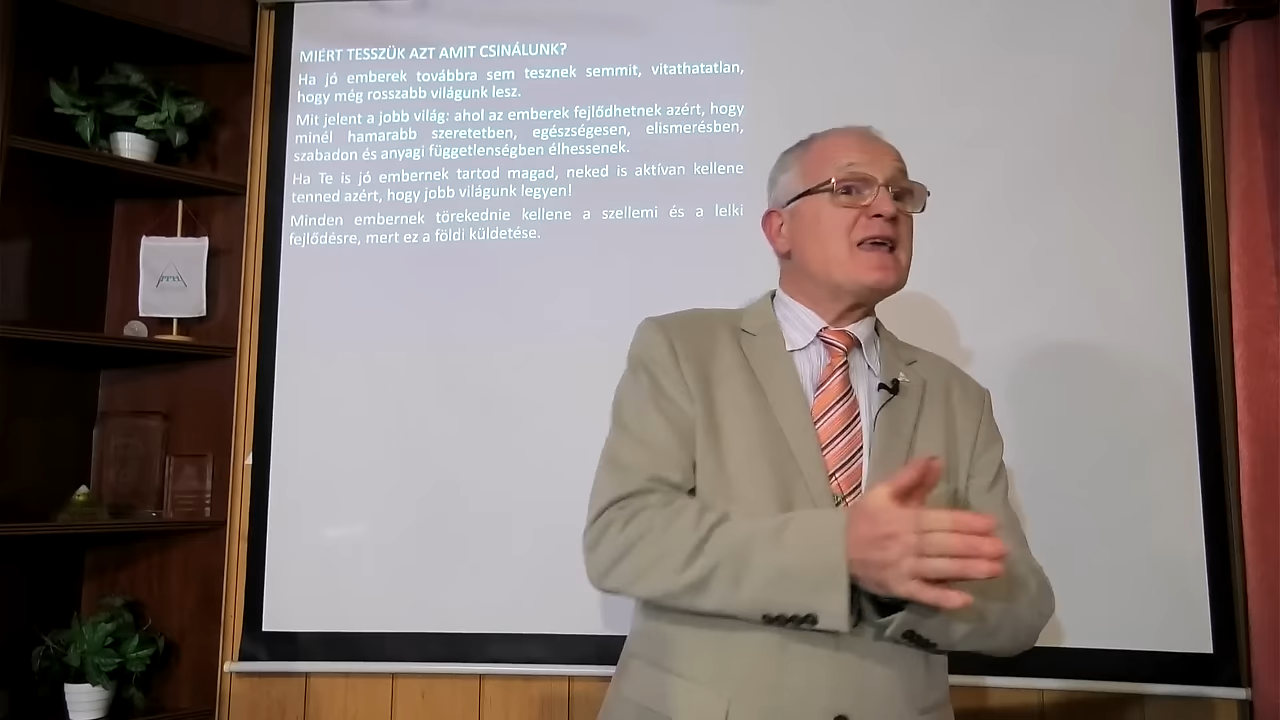 MIÉRT TESSZÜK AZT AMIT CSINÁLUNK?
Ha jó emberek továbbra sem tesznek semmit, vitathatatlan,
hogy még rosszabb világunk lesz.
Mit jelent a jobb világ: ahol az emberek fejlődhetnek azért, hogy
minél hamarabb szeretetben, egészségesen, elismerésben,
szabadon és anyagi függetlenségben élhessenek.
Ha Te is jó embernek tartod magad, neked is aktívan kellene
tenned azért, hogy jobb világunk legyen!
Minden embernek törekednie kellene a szellemi és a lelki
fejlődésre, mert ez a földi küldetése.